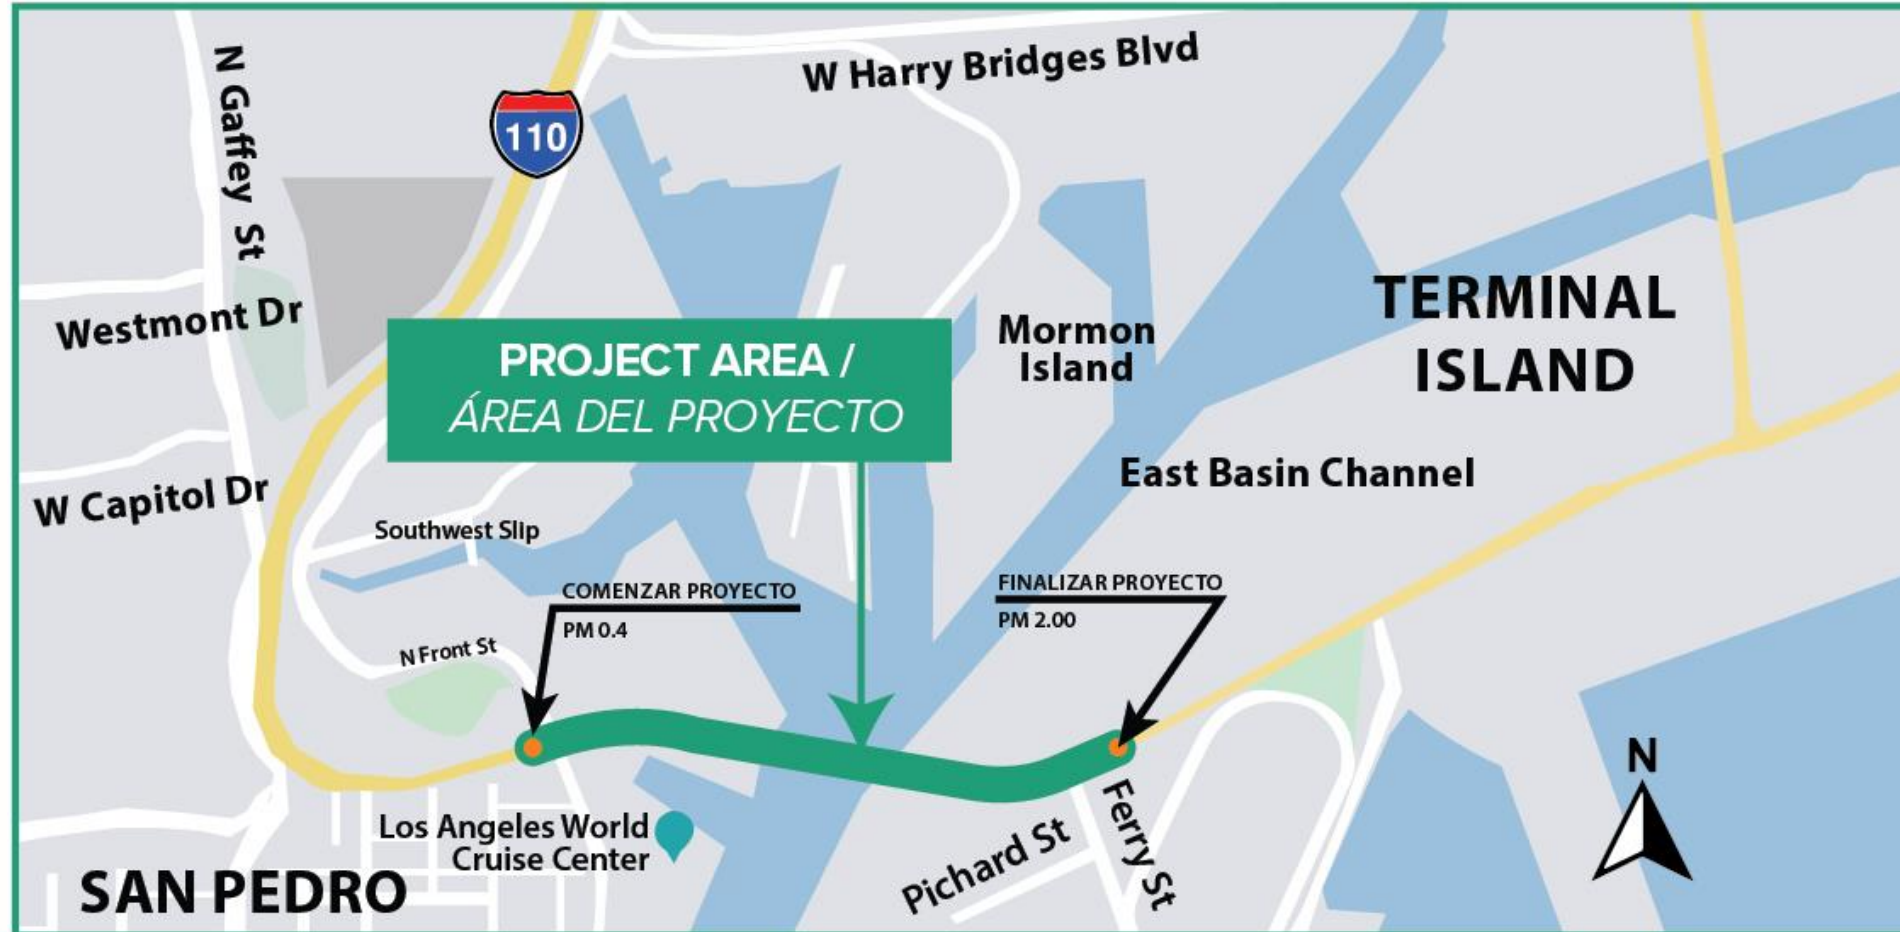 W Harry Bridges Blvd
N Gaffey St
110
Westmont Dr
TERMINAL
ISLAND
Mormon
Island
PROJECT AREA /
ÁREA DEL PROYECTO
East Basin Channel
W Capitol Dr
Southwest Slip
COMENZAR PROYECTO
PM 0.4
FINALIZAR PROYECTO
PM 2.00
N Front St
N
Los Angeles World
Cruise Center
Pichard St
Ferry St
SAN PEDRO